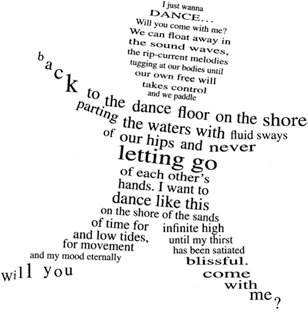 I just wanna
DANCE...
Will you come with me?
We can float away in
the sound waves,
the rip-current melodies
tugging at our bodies until
our own free will
takes control
and we paddle
back to the dance floor on the shore
parting the waters with fluid sways
of our hips and never
letting go
of each other's
hands. I want to
dance like this
on the shore of the sands
of time for
and low tides,
for movement
and my mood eternally
infinite high
until my thirst
has been satiated
blissful.
will you
come
with
me?